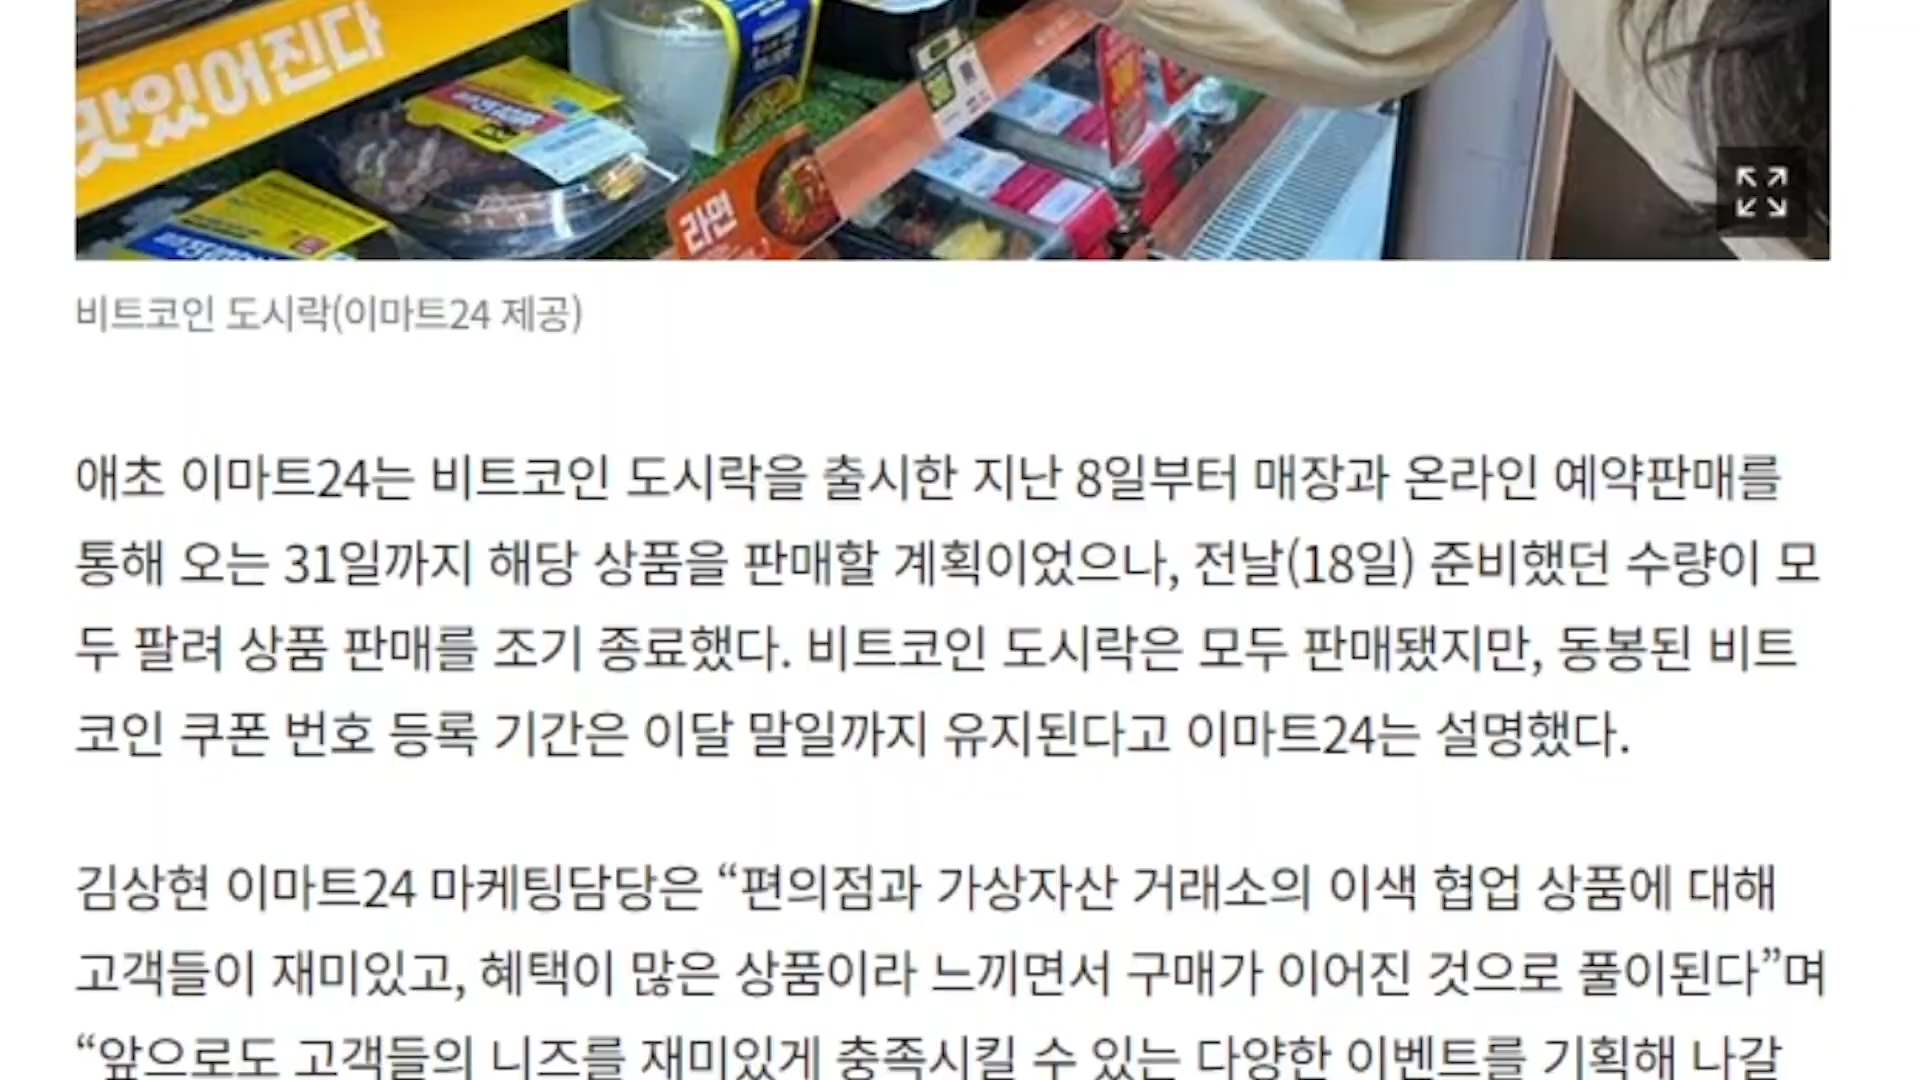 맛있어진다
라면
비트코인 도시락(이마트24 제공)
애초 이마트24는 비트코인 도시락을 출시한 지난 8일부터 매장과 온라인 예약판매를
통해 오는 31일까지 해당 상품을 판매할 계획이었으나, 전날(18일) 준비했던 수량이 모
두 팔려 상품 판매를 조기 종료했다. 비트코인 도시락은 모두 판매됐지만, 동봉된 비트
코인 쿠폰 번호 등록 기간은 이달 말일까지 유지된다고 이마트24는 설명했다.
김상현 이마트24 마케팅담당은 “편의점과 가상자산 거래소의 이색 협업 상품에 대해
고객들이 재미있고, 혜택이 많은 상품이라 느끼면서 구매가 이어진 것으로 풀이된다”며
“앞으로도 고객들의 니즈를 재미있게 충족시킬 수 있는 다양한 이벤트를 기획해 나갈